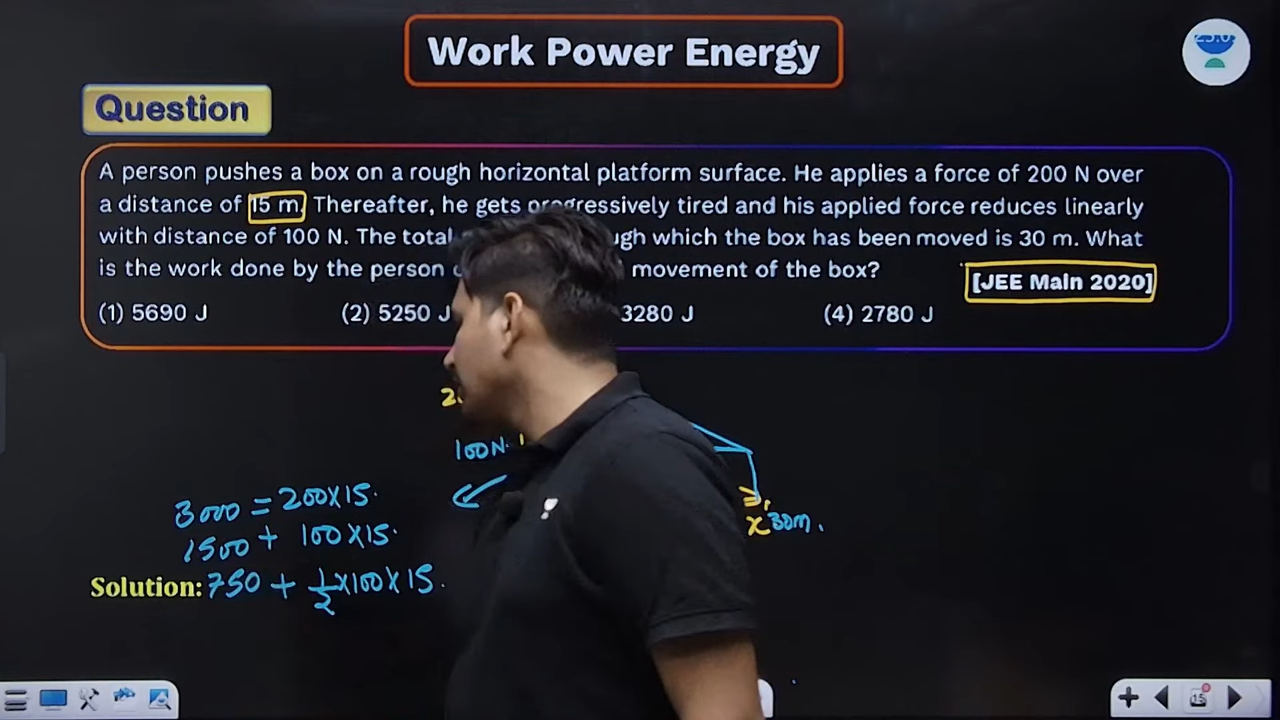 Work Power Energy
Question
A person pushes a box on a rough horizontal platform surface. He applies a force of 200 N over
a distance of 15 m. Thereafter, he gets progressively tired and his applied force reduces linearly
with distance of 100 N. The total which the box has been moved is 30 m. What
is the work done by the person movement of the box?
[JEE Main 2020]
(1) 5690 J (2) 5250 J 3280 J (4) 2780 J
100N
3000 = 200x15.
1500 + 100x15.
Solution: 750 + 1/2x100x15.
x 30m.
15